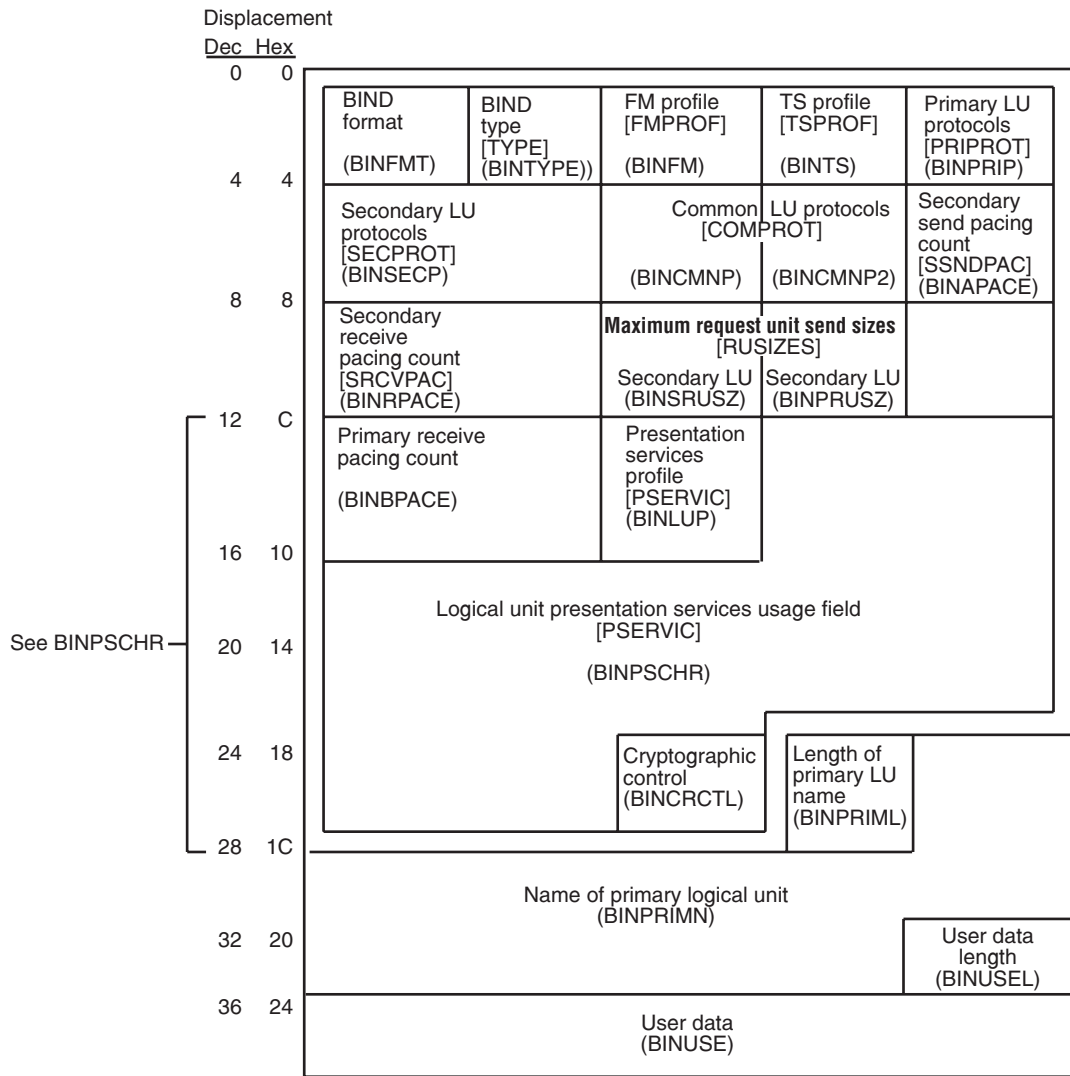 Displacement
Dec Hex
0 0
BIND
format
(BINFMT)
BIND
type
[TYPE]
(BINTYPE))
FM profile
[FMPROF]
(BINFM)
TS profile
[TSPROF]
(BINTS)
Primary LU
protocols
[PRIPROT]
(BINPRIP)
4 4
Secondary LU
protocols
[SECPROT]
(BINSECP)
Common LU protocols
[COMPROT]
(BINCMNP)
(BINCMNP2)
Secondary
send pacing
count
[SSNDPAC]
(BINAPACE)
8 8
Secondary
receive
pacing count
[SRCVPAC]
(BINRPACE)
Maximum request unit send sizes
[RUSIZES]
Secondary LU
(BINSRUSZ)
Secondary LU
(BINPRUSZ)
12 C
Primary receive
pacing count
(BINBPACE)
Presentation
services
profile
[PSERVIC]
(BINLUP)
16 10
Logical unit presentation services usage field
[PSERVIC]
(BINPSCHR)
See BINPSCHR
20 14
24 18
Cryptographic
control
(BINCRCTL)
Length of
primary LU
name
(BINPRIML)
28 1C
Name of primary logical unit
(BINPRIMN)
32 20
User data
length
(BINUSEL)
36 24
User data
(BINUSE)